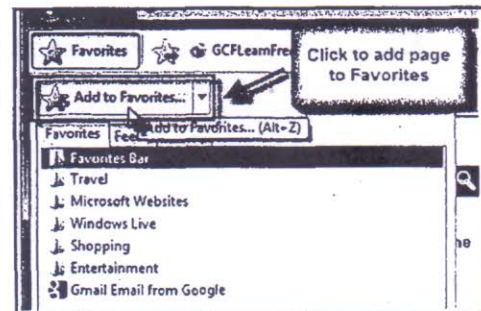 Favorites
GCFLearnFre
Click to add page
to Favorites
Add to Favorites...
Add to Favorites... (Alt+Z)
Favorites
Favorites Bar
Travel
Microsoft Websites
Windows Live
Shopping
Entertainment
Gmail Email from Google